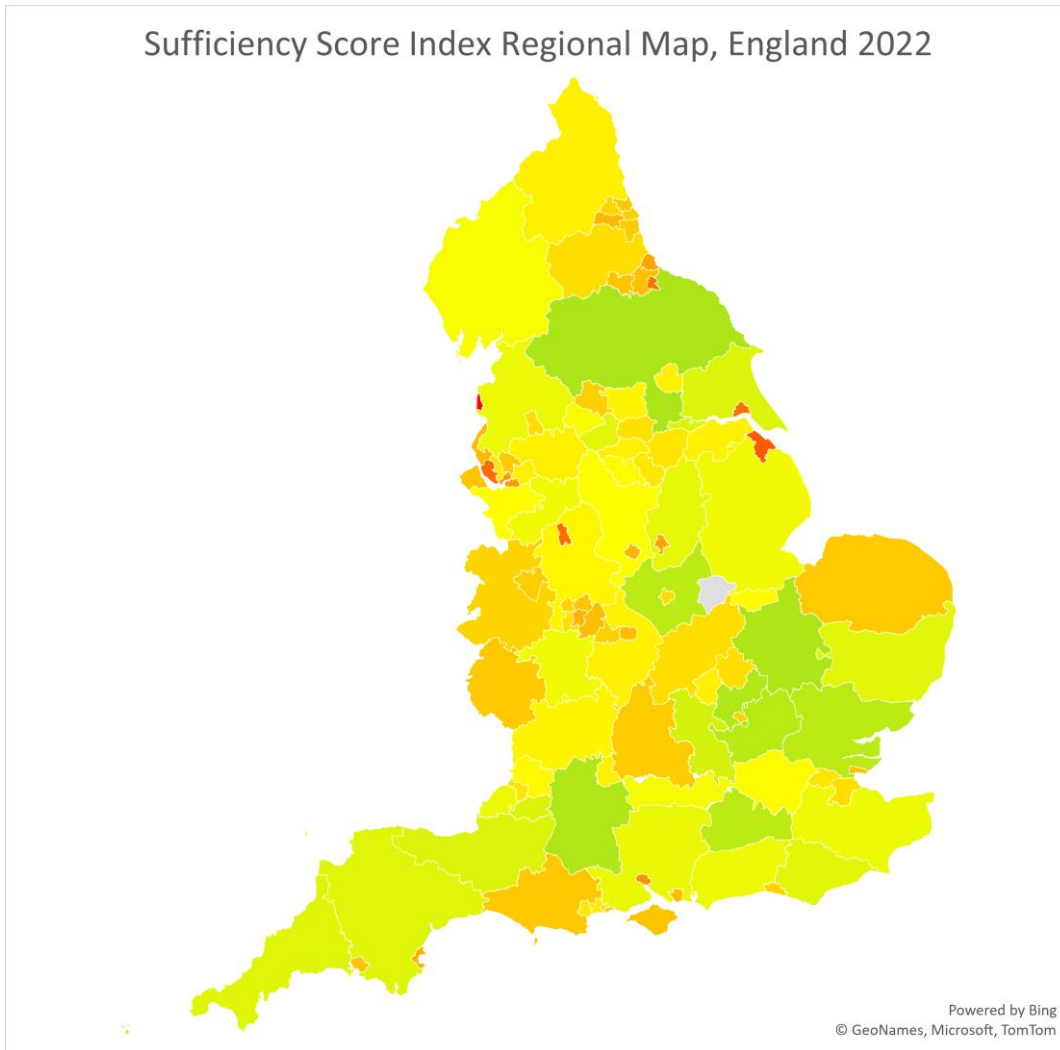 Sufficiency Score Index Regional Map, England 2022
Powered by Bing
© GeoNames, Microsoft, TomTom